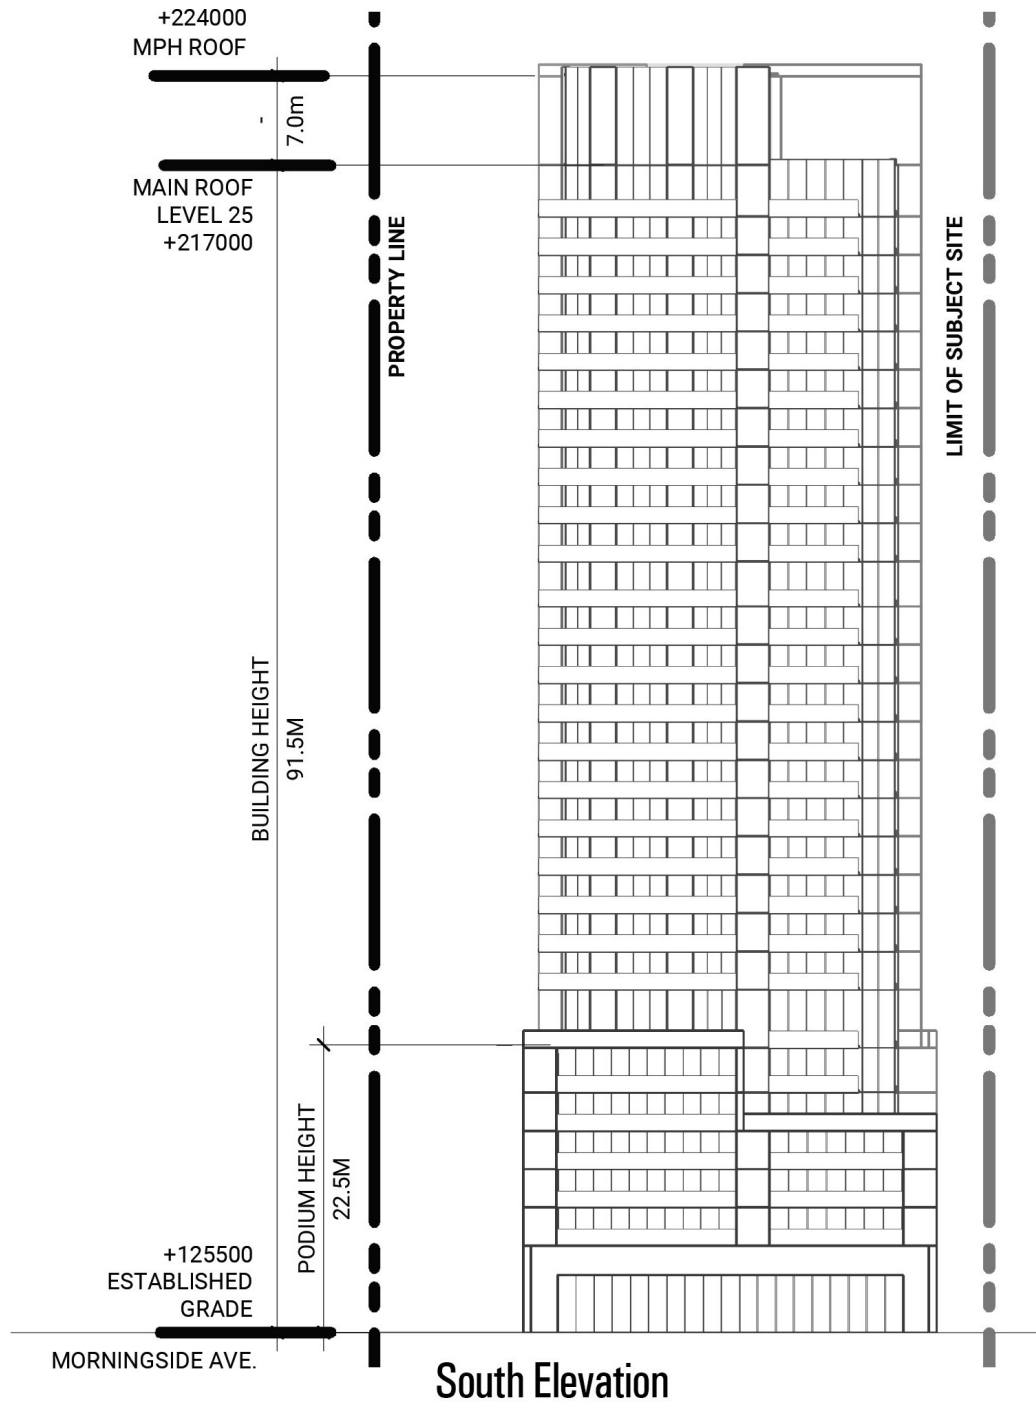 +224000
MPH ROOF
-
7.0m
MAIN ROOF
LEVEL 25
+217000
PROPERTY LINE
LIMIT OF SUBJECT SITE
BUILDING HEIGHT
91.5M
PODIUM HEIGHT
22.5M
+125500
ESTABLISHED
GRADE
MORNINGSIDE AVE.
South Elevation